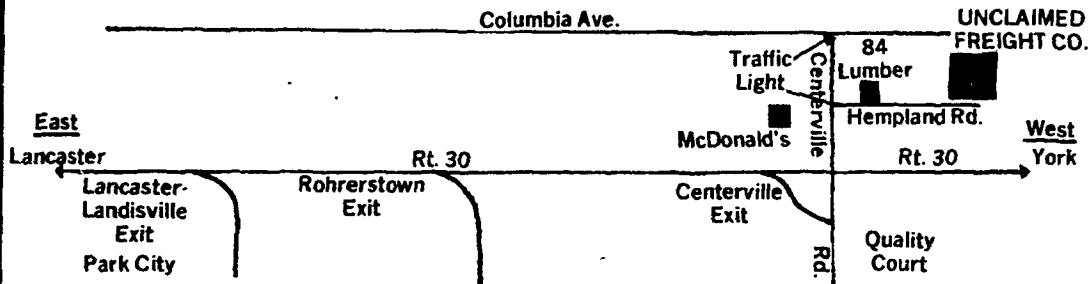 Columbia Ave.
UNCLAIMED
FREIGHT CO.
Traffic
Light
Centerville
84
Lumber
Hempland Rd.
McDonald's
East
Lancaster
Rt. 30
Rt. 30
West
York
Lancaster-
Landisville
Exit
Park City
Rohrerstown
Exit
Centerville
Exit
Rd.
Quality
Court